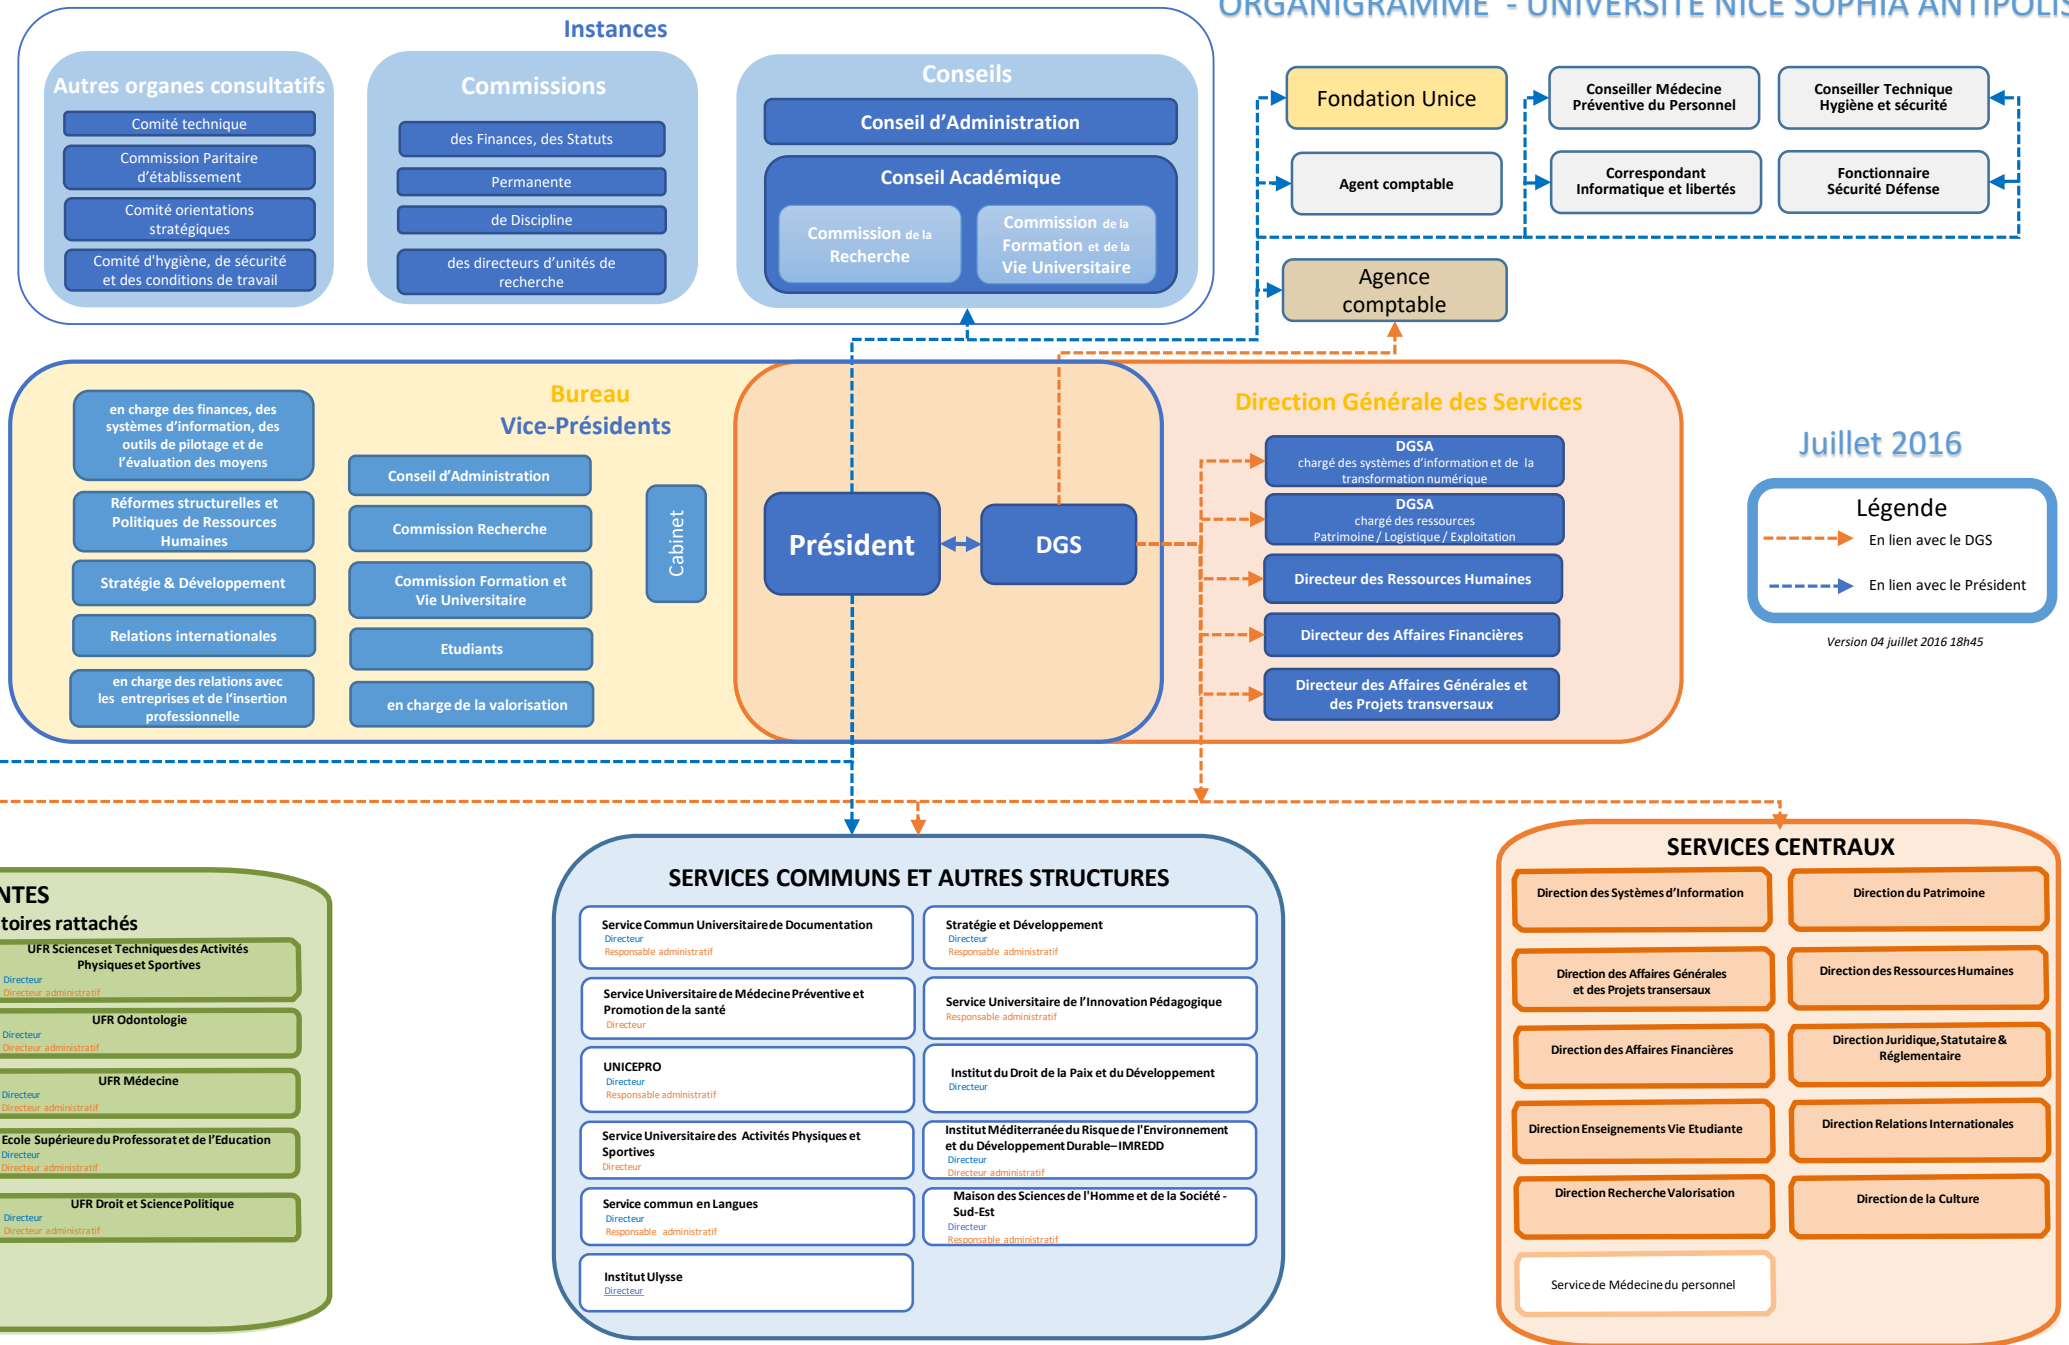 ORGANIGRAMME - UNIVERSITE NICE SOPHIA ANTIPOLIS
Instances
Autres organes consultatifs
Comité technique
Commission Paritaire
d'établissement
Comité orientations
stratégiques
Comité d'hygiène, de sécurité
et des conditions de travail
Commissions
des Finances, des Statuts
Permanente
de Discipline
des directeurs d'unités de
recherche
Conseils
Conseil d'Administration
Conseil Académique
Commission de la
Recherche
Commission de la
Formation et de la
Vie Universitaire
Fondation Unice
Agent comptable
Conseiller Médecine
Préventive du Personnel
Conseiller Technique
Hygiène et sécurité
Correspondant
Informatique et libertés
Fonctionnaire
Sécurité Défense
Agence
comptable
Bureau
Vice-Présidents
en charge des finances, des
systèmes d'information, des
outils de pilotage et de
l'évaluation des moyens
Réformes structurelles et
Politiques de Ressources
Humaines
Stratégie & Développement
Relations internationales
en charge des relations avec
les entreprises et de l'insertion
professionnelle
Conseil d'Administration
Commission Recherche
Commission Formation et
Vie Universitaire
Etudiants
en charge de la valorisation
Cabinet
Président
DGS
Direction Générale des Services
DGSA
chargé des systèmes d'information et de la
transformation numérique
DGSA
chargé des ressources
Patrimoine / Logistique / Exploitation
Directeur des Ressources Humaines
Directeur des Affaires Financières
Directeur des Affaires Générales et
des Projets transversaux
Juillet 2016
Légende
En lien avec le DGS
En lien avec le Président
Version 04 juillet 2016 18h45
NTES
toires rattachés
UFR Sciences et Techniques des Activités
Physiques et Sportives
Directeur
Directeur administratif
UFR Odontologie
Directeur
Directeur administratif
UFR Médecine
Directeur
Directeur administratif
Ecole Supérieure du Professorat et de l'Education
Directeur
Directeur administratif
UFR Droit et Science Politique
Directeur
Directeur administratif
SERVICES COMMUNS ET AUTRES STRUCTURES
Service Commun Universitaire de Documentation
Directeur
Responsable administratif
Service Universitaire de Médecine Préventive et
Promotion de la santé
Directeur
UNICEPRO
Directeur
Responsable administratif
Service Universitaire des Activités Physiques et
Sportives
Directeur
Service commun en Langues
Directeur
Responsable administratif
Institut Ulysse
Directeur
Stratégie et Développement
Directeur
Responsable administratif
Service Universitaire de l'Innovation Pédagogique
Responsable administratif
Institut du Droit de la Paix et du Développement
Directeur
Institut Méditerranée du Risque de l'Environnement
et du Développement Durable– IMREDD
Directeur
Directeur administratif
Maison des Sciences de l'Homme et de la Société -
Sud-Est
Directeur
Responsable administratif
SERVICES CENTRAUX
Direction des Systèmes d'Information
Direction du Patrimoine
Direction des Affaires Générales
et des Projets transersaux
Direction des Ressources Humaines
Direction des Affaires Financières
Direction Juridique, Statutaire &
Réglementaire
Direction Enseignements Vie Etudiante
Direction Relations Internationales
Direction Recherche Valorisation
Direction de la Culture
Service de Médecine du personnel